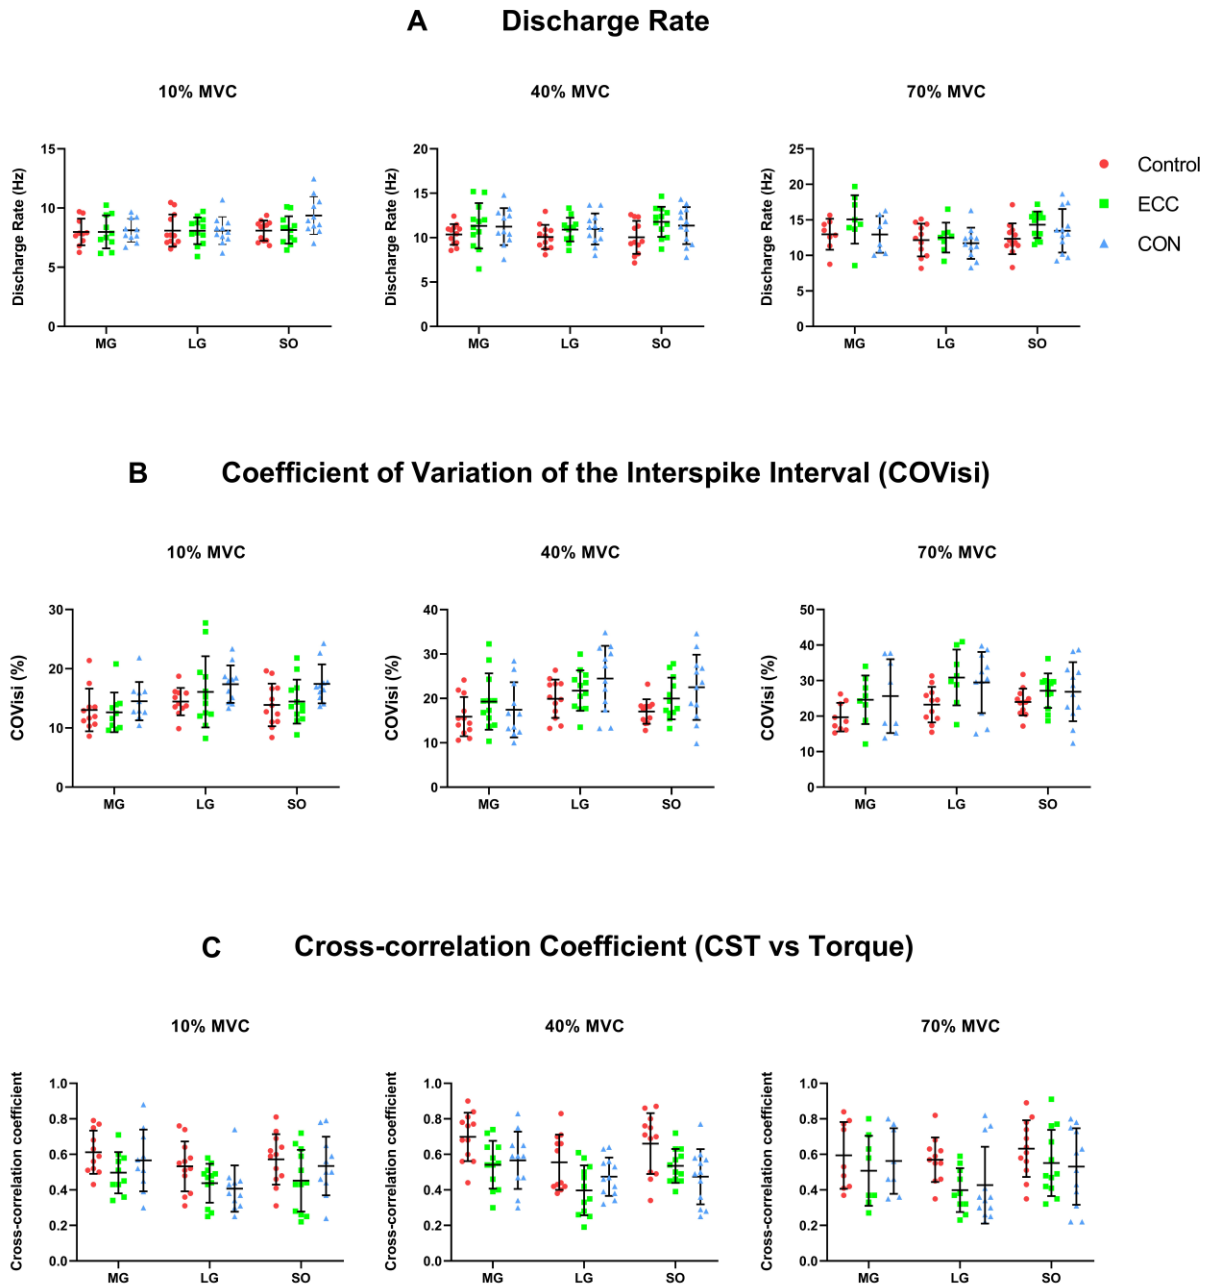 A Discharge Rate
10% MVC
40% MVC
70% MVC
Discharge Rate (Hz)
15
10
5
0
MG LG SO
Discharge Rate (Hz)
20
15
10
5
0
MG LG SO
Discharge Rate (Hz)
25
20
15
10
5
0
MG LG SO
Control
ECC
CON
B Coefficient of Variation of the Interspike Interval (COVisi)
10% MVC
40% MVC
70% MVC
COVisi (%)
30
20
10
0
MG LG SO
COVisi (%)
40
30
20
10
0
MG LG SO
COVisi (%)
50
40
30
20
10
0
MG LG SO
C Cross-correlation Coefficient (CST vs Torque)
10% MVC
40% MVC
70% MVC
Cross-correlation coefficient
1.0
0.8
0.6
0.4
0.2
0.0
MG LG SO
Cross-correlation coefficient
1.0
0.8
0.6
0.4
0.2
0.0
MG LG SO
Cross-correlation coefficient
1.0
0.8
0.6
0.4
0.2
0.0
MG LG SO